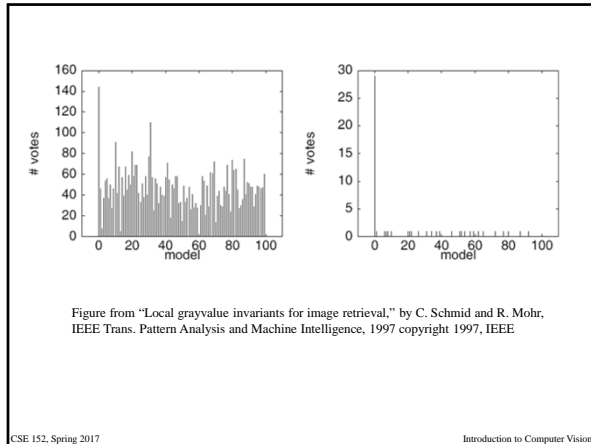 160
140
120
100
80
60
40
20
0
# votes
0 20 40 60 80 100
model
30
25
20
15
10
5
0
# votes
0 20 40 60 80 100
model
Figure from “Local grayvalue invariants for image retrieval,” by C. Schmid and R. Mohr,
IEEE Trans. Pattern Analysis and Machine Intelligence, 1997 copyright 1997, IEEE
CSE 152, Spring 2017 Introduction to Computer Vision